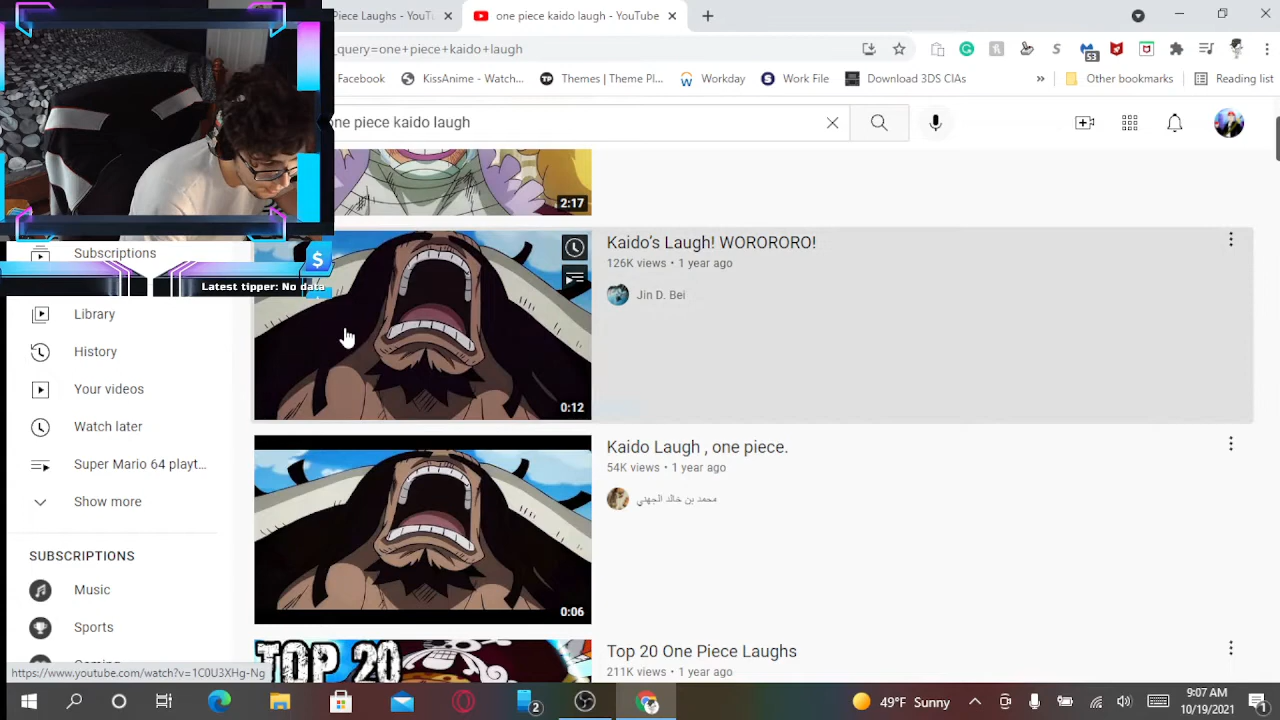 Piece Laughs - YouT
one piece kaido laugh - YouTube
_query=one+piece+kaido+laugh
53
Facebook
KissAnime - Watch...
Themes | Theme Pl...
Workday
Work File
Download 3DS CIAs
»
Other bookmarks
Reading list
ne piece kaido laugh
2:17
Subscriptions
Latest tipper: No data
Library
History
Your videos
Watch later
Super Mario 64 playt...
Show more
SUBSCRIPTIONS
Music
Sports
Kaido's Laugh! WORORORO!
126K views • 1 year ago
Jin D. Bei
0:12
Kaido Laugh , one piece.
54K views • 1 year ago
محمد بن خالد الجهني
0:06
TOP 20
Top 20 One Piece Laughs
211K views • 1 year ago
https://www.youtube.com/watch?v=1C0U3XHg-Ng
2
49°F Sunny
9:07 AM
10/19/2021
1